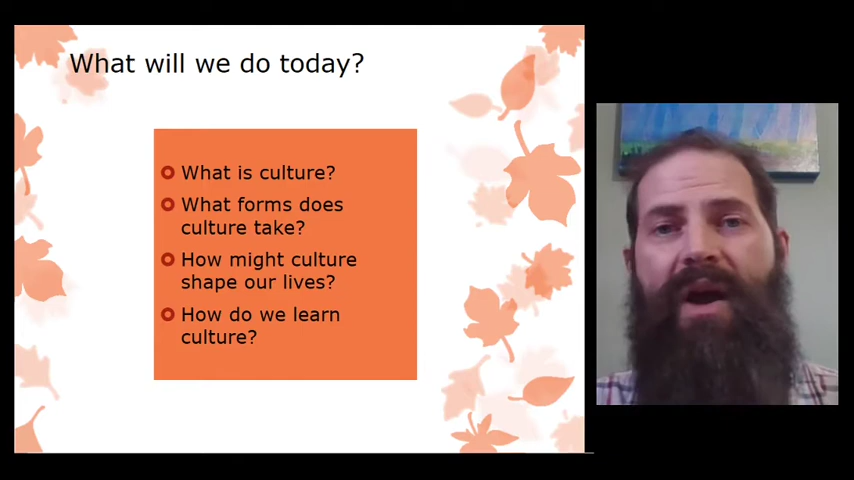 What will we do today?
What is culture?
What forms does
culture take?
How might culture
shape our lives?
How do we learn
culture?